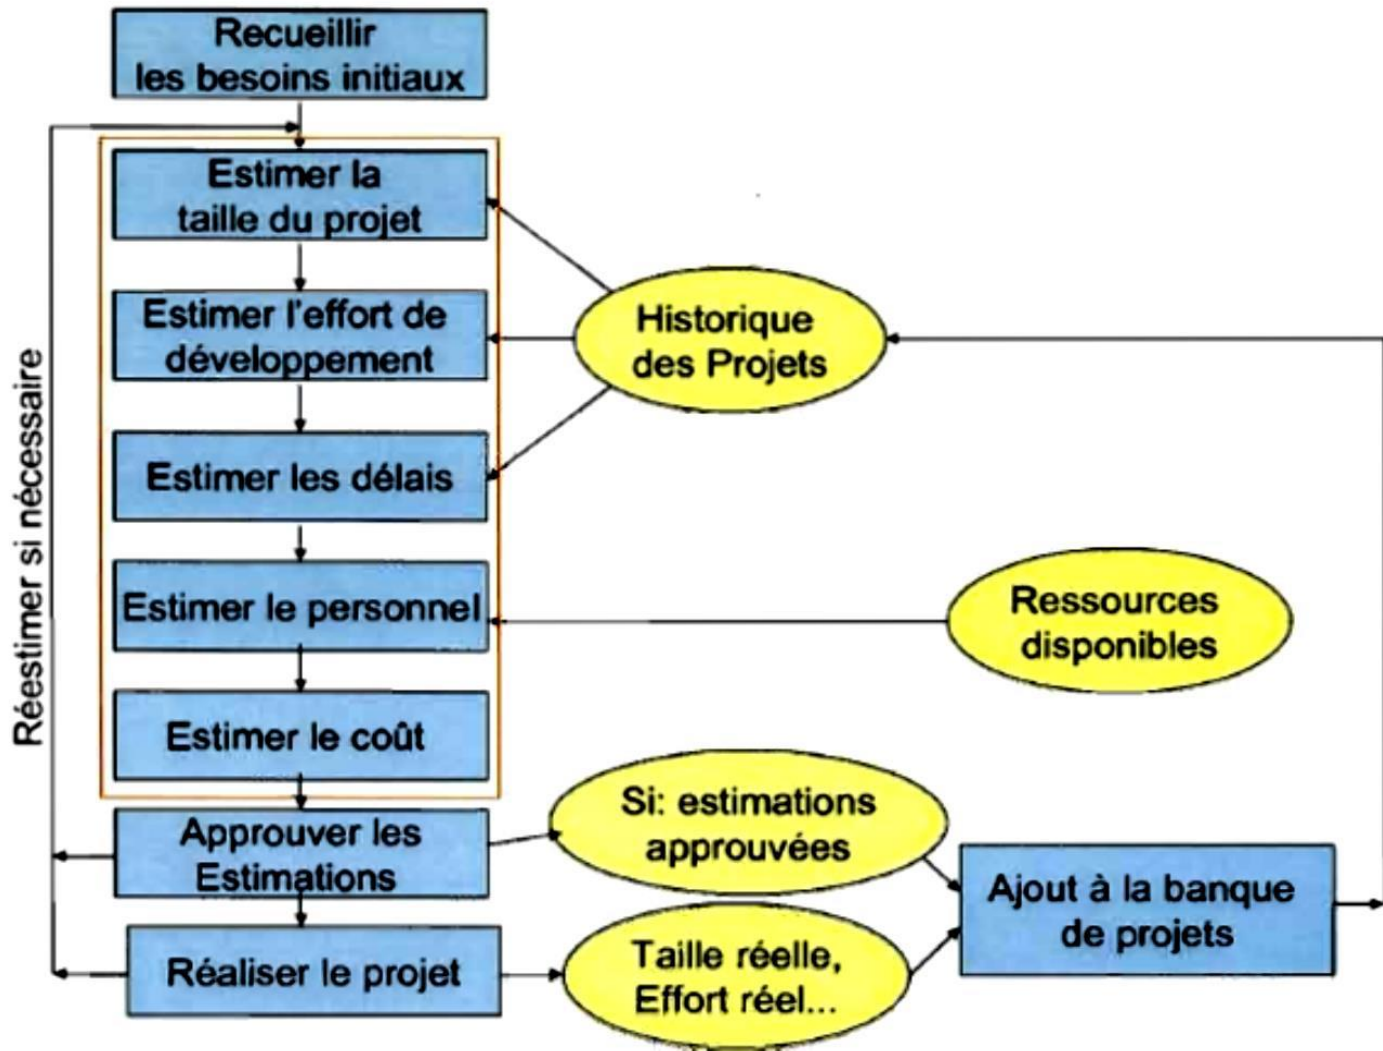 Recueillir
les besoins initiaux
Estimer la
taille du projet
Estimer l'effort de
développement
Historique
des Projets
Estimer les délais
Réestimer si nécessaire
Estimer le personnel
Ressources
disponibles
Estimer le coût
Si: estimations
approuvées
Approuver les
Estimations
Ajout à la banque
de projets
Réaliser le projet
Taille réelle,
Effort réel...